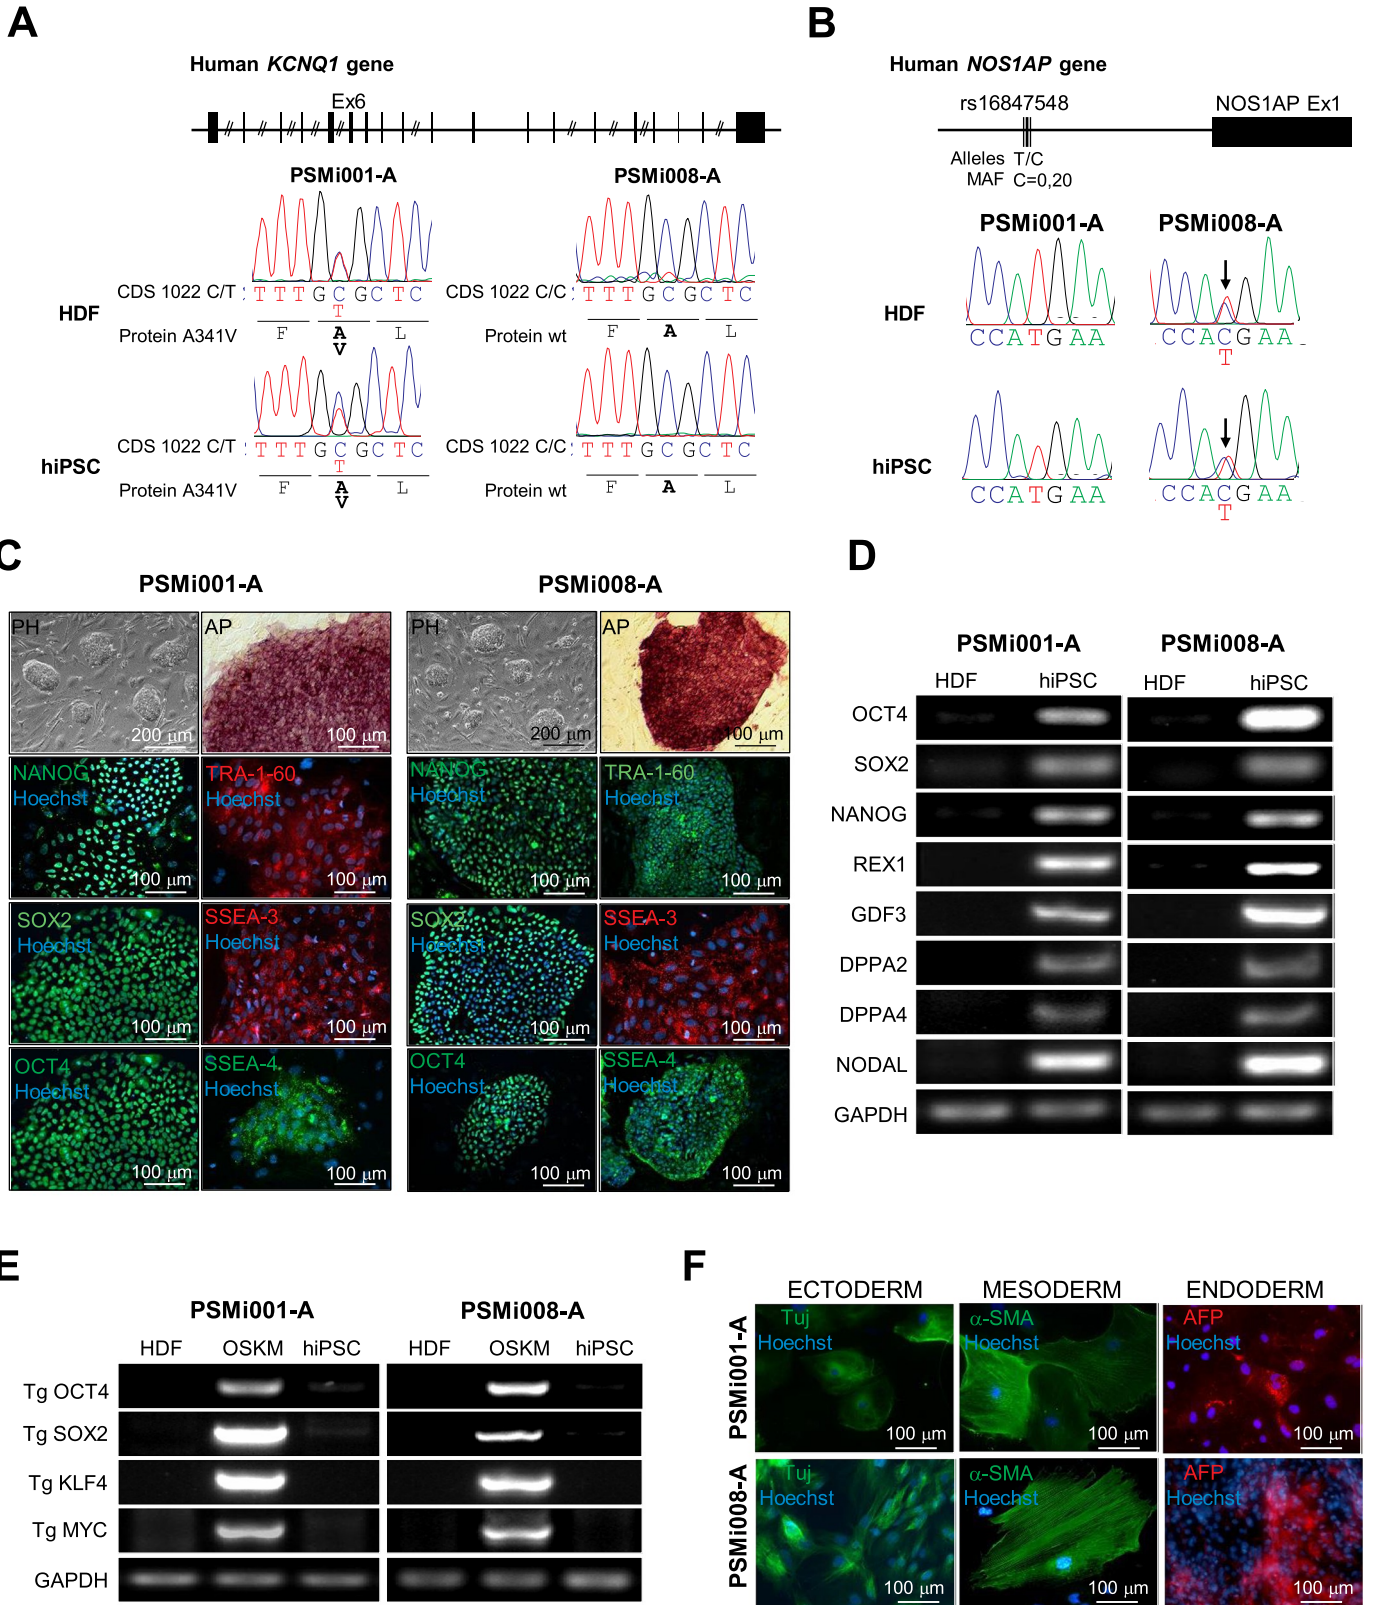 A
Human KCNQ1 gene
Ex6
PSMi001-A
PSMi008-A
HDF
CDS 1022 C/T
T T T G C G C T C
T
Protein A341V
F A L
V
CDS 1022 C/C
T T T G C G C T C
Protein wt
F A L
hiPSC
CDS 1022 C/T
T T T G C G C T C
T
Protein A341V
F A L
V
CDS 1022 C/C
T T T G C G C T C
Protein wt
F A L
B
Human NOS1AP gene
rs16847548
NOS1AP Ex1
Alleles T/C
MAF C=0,20
PSMi001-A
PSMi008-A
HDF
CCATGAA
CCACGAA
T
hiPSC
CCATGAA
CCACGAA
T
C
PSMi001-A
PSMi008-A
PH
200 µm
AP
100 µm
PH
200 µm
AP
100 µm
NANOG
Hoechst
100 µm
TRA-1-60
Hoechst
100 µm
NANOG
Hoechst
100 µm
TRA-1-60
Hoechst
100 µm
SOX2
Hoechst
100 µm
SSEA-3
Hoechst
100 µm
SOX2
Hoechst
100 µm
SSEA-3
Hoechst
100 µm
OCT4
Hoechst
100 µm
SSEA-4
Hoechst
100 µm
OCT4
Hoechst
100 µm
SSEA-4
Hoechst
100 µm
D
PSMi001-A
PSMi008-A
HDF hiPSC HDF hiPSC
OCT4
SOX2
NANOG
REX1
GDF3
DPPA2
DPPA4
NODAL
GAPDH
E
PSMi001-A
PSMi008-A
HDF OSKM hiPSC HDF OSKM hiPSC
Tg OCT4
Tg SOX2
Tg KLF4
Tg MYC
GAPDH
F
ECTODERM MESODERM ENDODERM
PSMi001-A
Tuj
Hoechst
100 µm
α-SMA
Hoechst
100 µm
AFP
Hoechst
100 µm
PSMi008-A
Tuj
Hoechst
100 µm
α-SMA
Hoechst
100 µm
AFP
Hoechst
100 µm